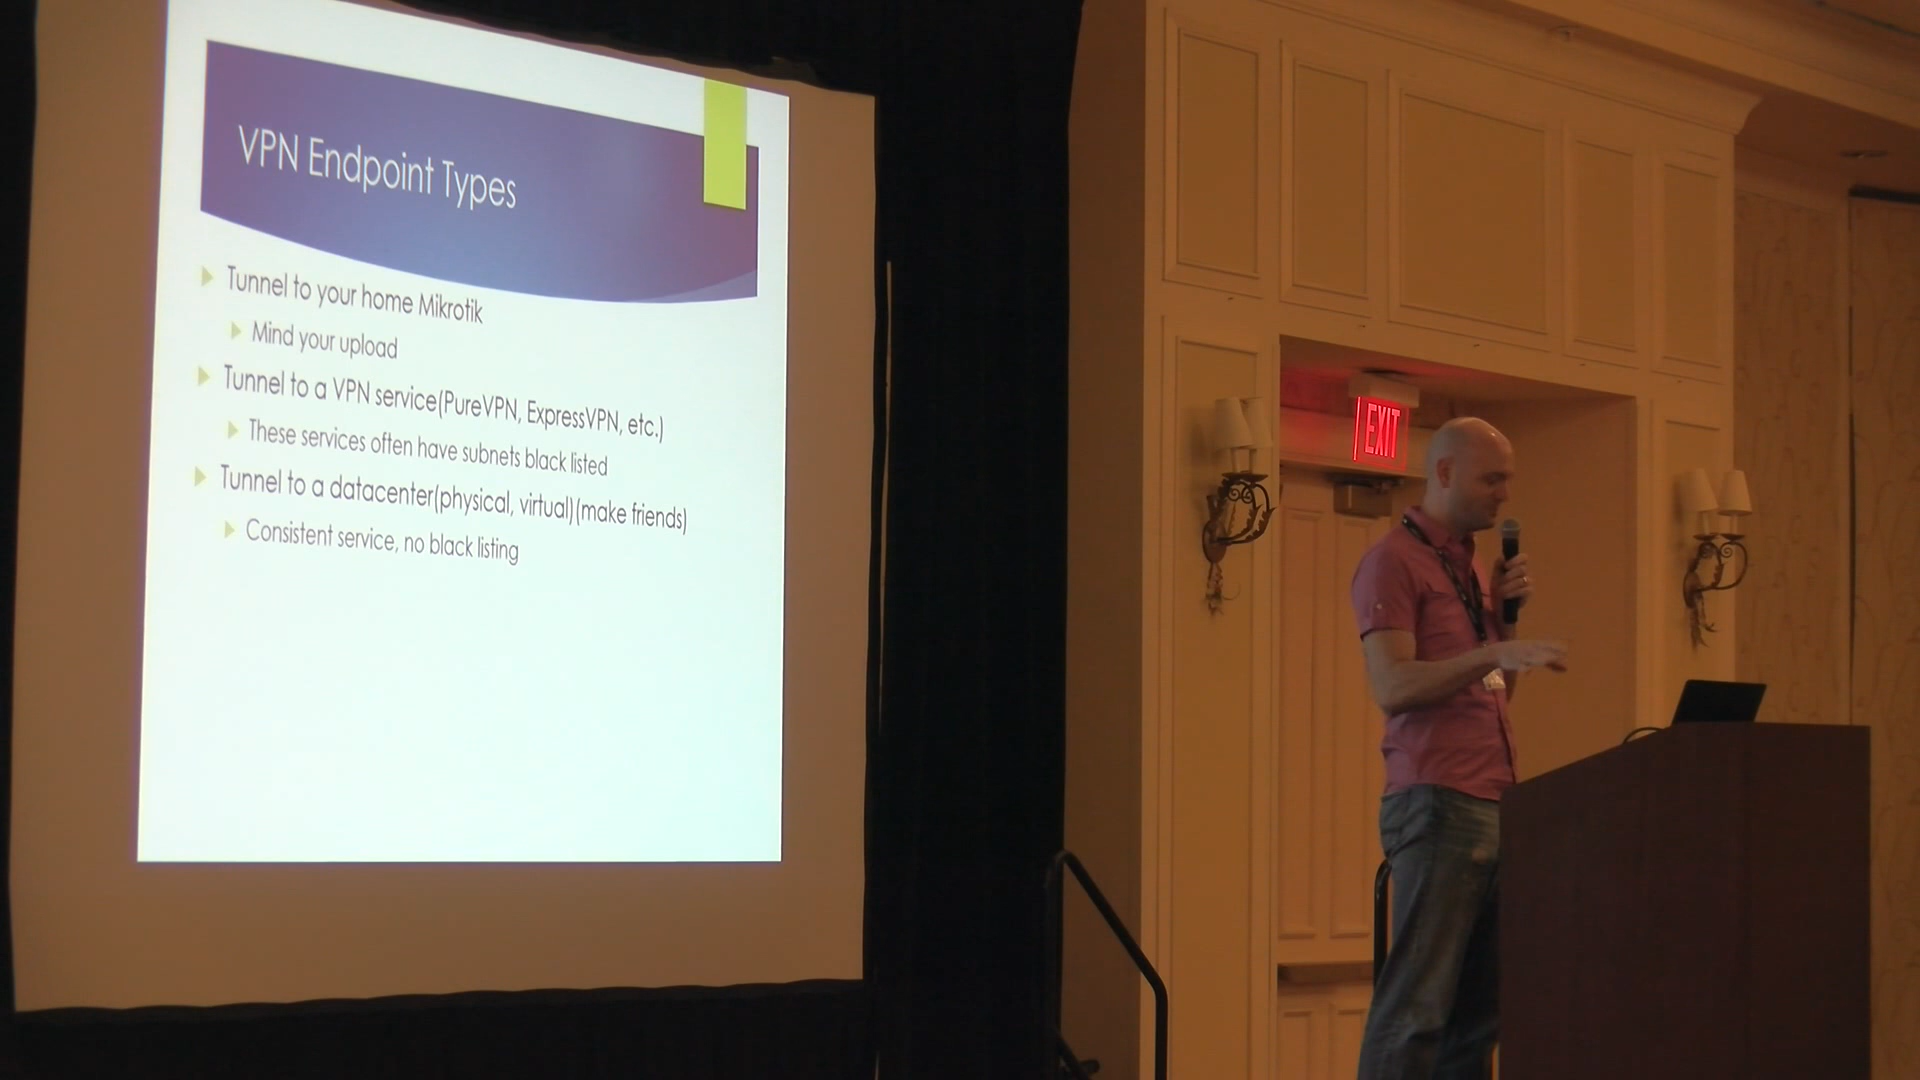 VPN Endpoint Types
Tunnel to your home Mikrotik
Mind your upload
Tunnel to a VPN service(PureVPN, ExpressVPN, etc.)
These services often have subnets black listed
Tunnel to a datacenter(physical, virtual)(make friends)
Consistent service, no black listing
EXIT